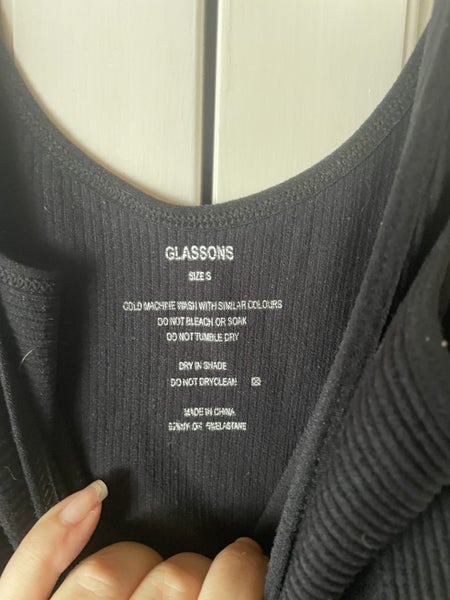 GLASSONS
SIZE S
COLD MACHINE WASH WITH SIMILAR COLOURS
DO NOT BLEACH OR SOAK
DO NOT TUMBLE DRY
DRY IN SHADE
DO NOT DRYCLEAN
MADE IN CHINA
ELASTANE